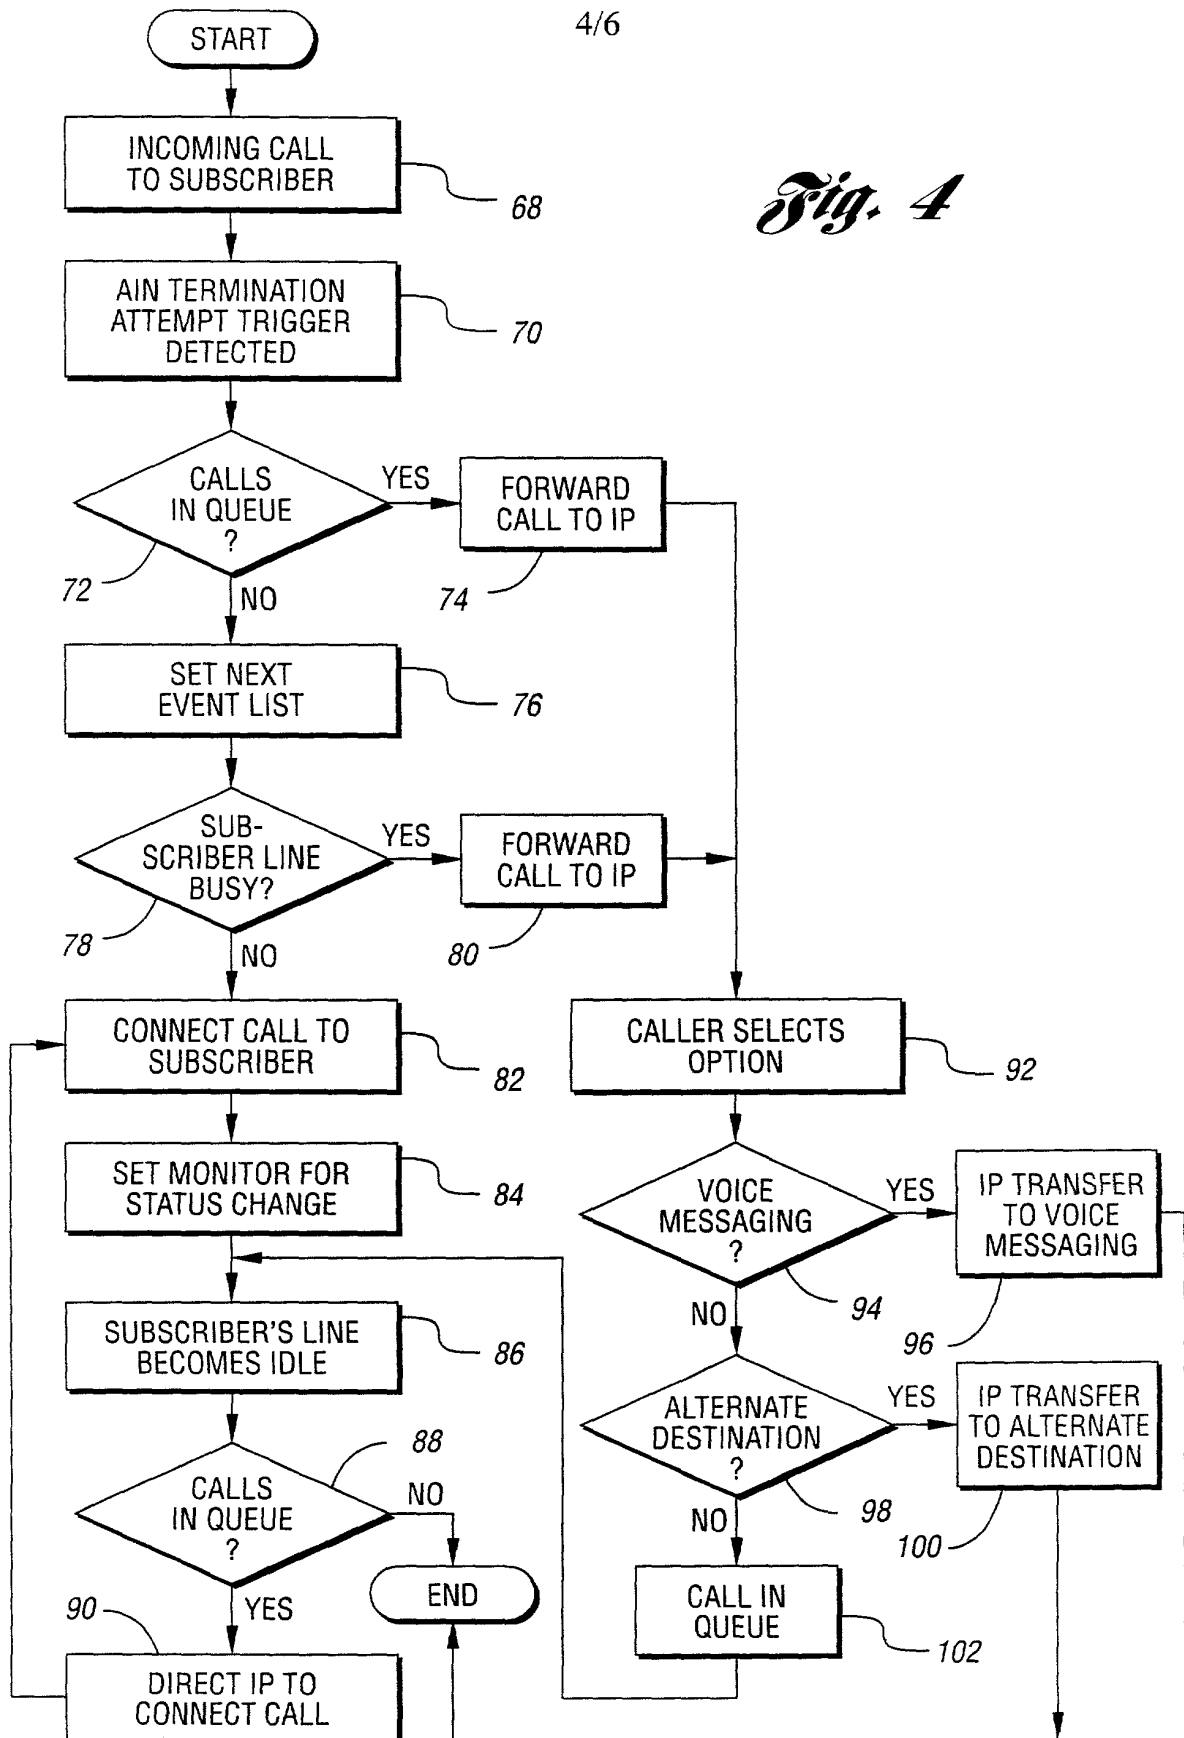 4/6
START
Fig. 4
INCOMING CALL
TO SUBSCRIBER
68
AIN TERMINATION
ATTEMPT TRIGGER
DETECTED
70
CALLS
IN QUEUE
?
72
YES
NO
FORWARD
CALL TO IP
74
SET NEXT
EVENT LIST
76
SUB-
SCRIBER LINE
BUSY?
78
YES
NO
FORWARD
CALL TO IP
80
CONNECT CALL TO
SUBSCRIBER
82
SET MONITOR FOR
STATUS CHANGE
84
SUBSCRIBER'S LINE
BECOMES IDLE
86
CALLS
IN QUEUE
?
88
NO
YES
END
90
DIRECT IP TO
CONNECT CALL
CALLER SELECTS
OPTION
92
VOICE
MESSAGING
?
94
YES
NO
IP TRANSFER
TO VOICE
MESSAGING
96
ALTERNATE
DESTINATION
?
98
YES
NO
IP TRANSFER
TO ALTERNATE
DESTINATION
100
CALL IN
QUEUE
102